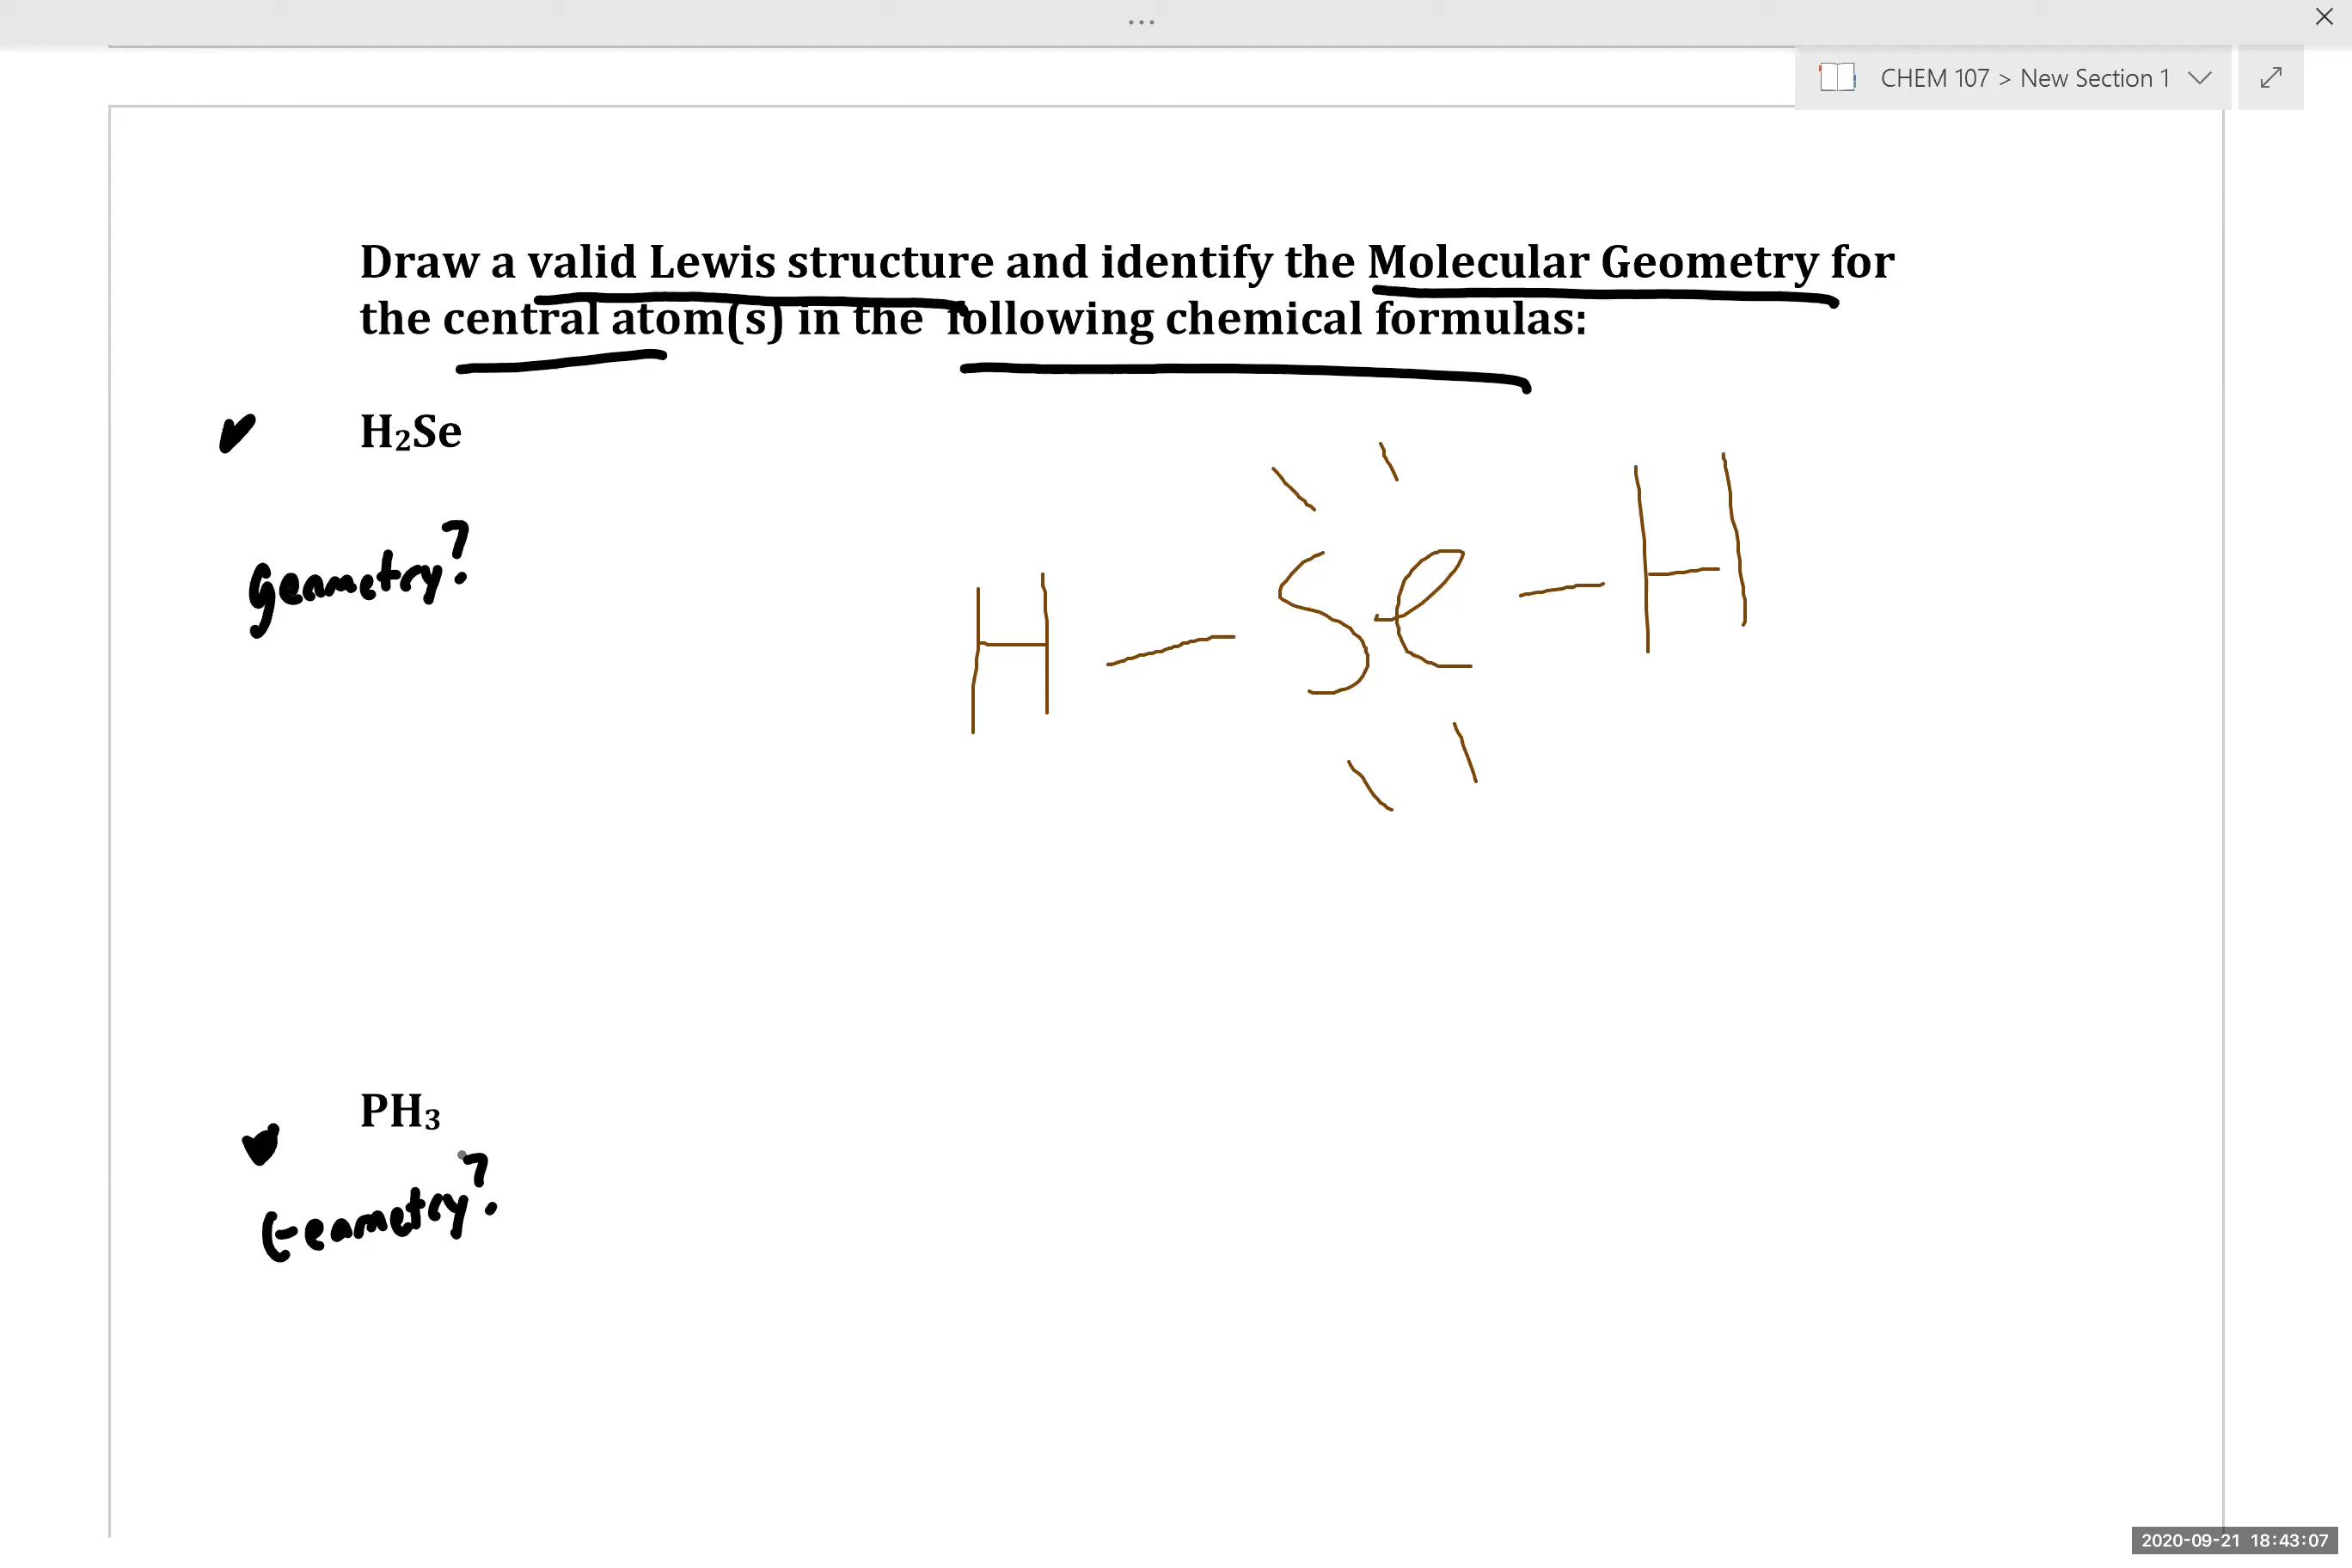 ...
CHEM 107 > New Section 1
Draw a valid Lewis structure and identify the Molecular Geometry for
the central atom(s) in the following chemical formulas:
H₂Se
Geometry?
H — Se — H
PH₃
Geometry?
2020-09-21 18:43:07